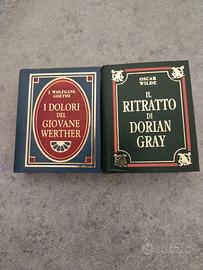 J. WOLFGANG
GOETHE
I DOLORI
DEL
GIOVANE
WERTHER
OSCAR
WILDE
IL
RITRATTO
DI
DORIAN
GRAY
subito